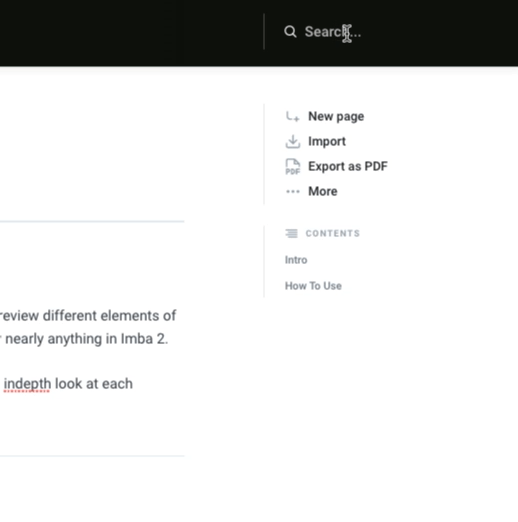 Search...
New page
Import
PDF
Export as PDF
More
CONTENTS
Intro
How To Use
review different elements of
nearly anything in Imba 2.
indepth look at each